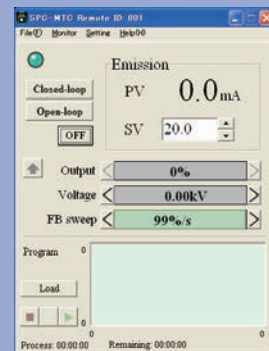 SPC-MTC Remote ID 001
File(F) Monitor Setting Help(H)
Emission
Closed-loop
PV 0.0mA
Open-loop
OFF
SV 20.0
Output 0%
Voltage 0.00kV
FB sweep 99%/s
Program 0
Load
0
0 0
Process: 00:00:00 Remaining: 00:00:00